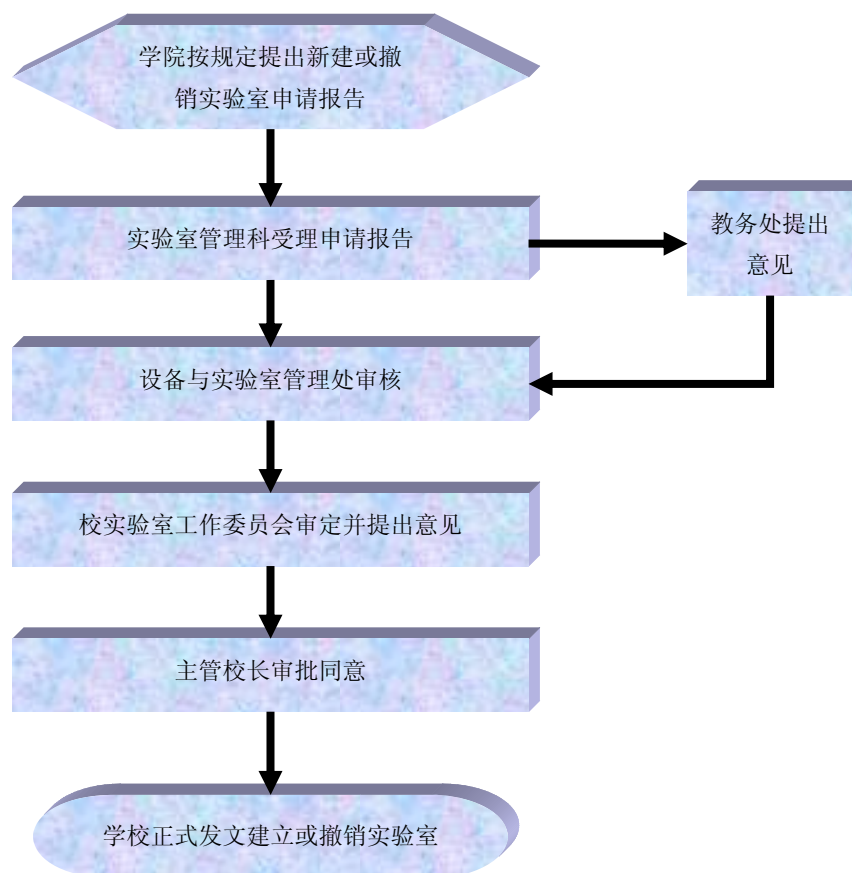 学院按规定提出新建或撤
销实验室申请报告
实验室管理科受理申请报告
教务处提出
意见
设备与实验室管理处审核
校实验室工作委员会审定并提出意见
主管校长审批同意
学校正式发文建立或撤销实验室